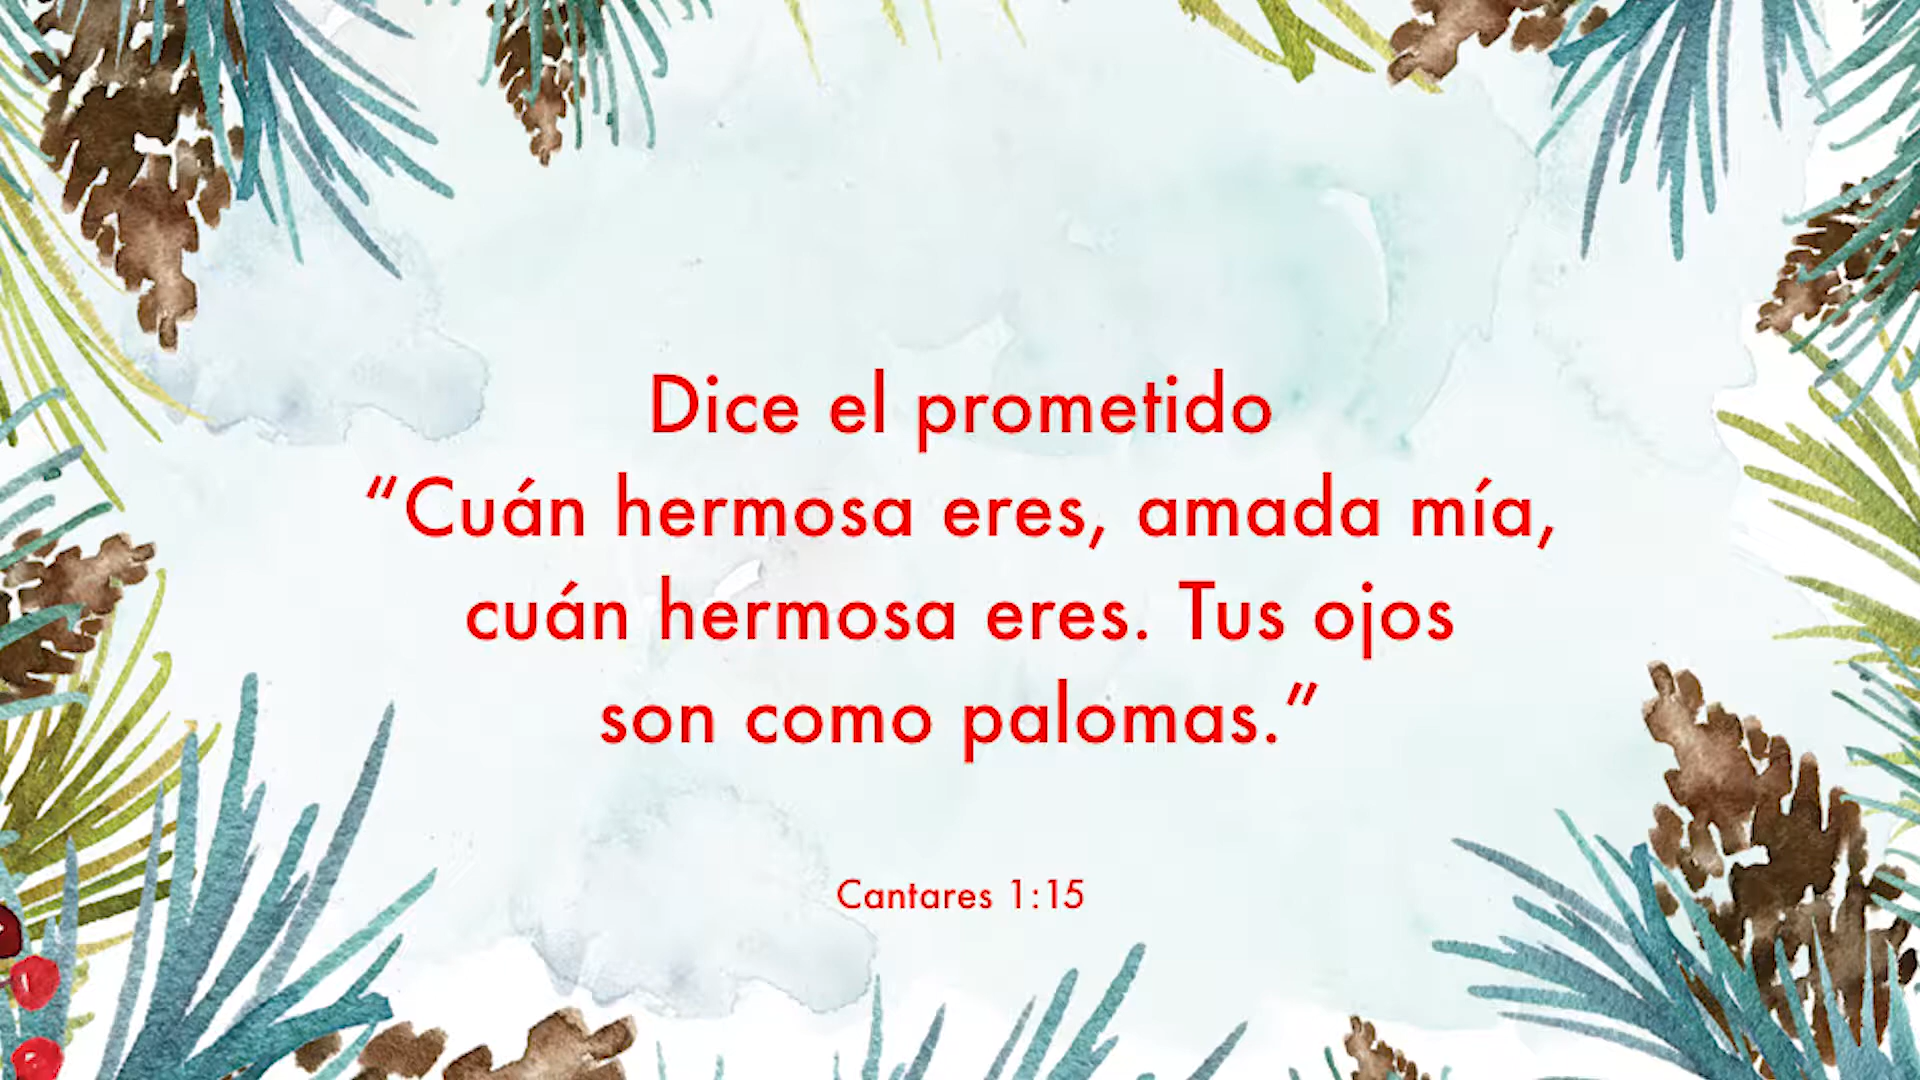 Dice el prometido
“Cuán hermosa eres, amada mía,
cuán hermosa eres. Tus ojos
son como palomas.”
Cantares 1:15